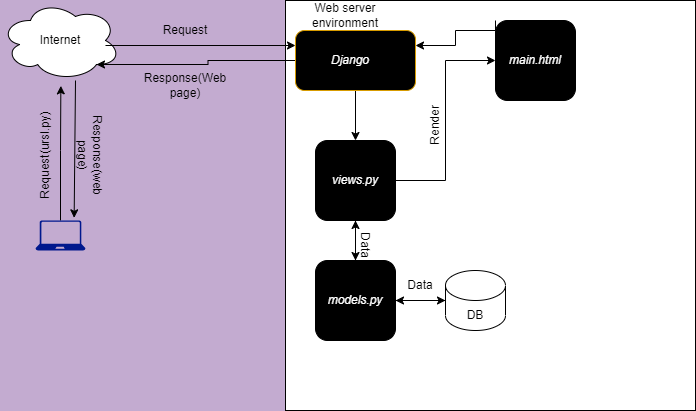 Web server
environment
Internet
Request
Django
main.html
Response(Web
page)
Request(ursl.py)
Response(web
page)
Render
views.py
Data
models.py
Data
DB